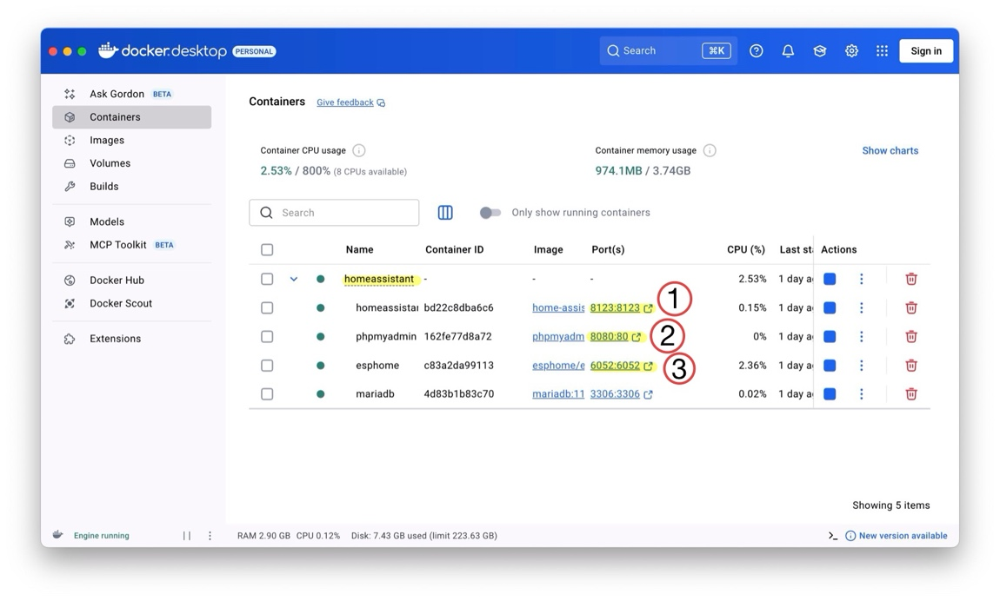 docker.desktop PERSONAL Search ⌘K Sign in
Ask Gordon BETA
Containers
Images
Volumes
Builds
Models
MCP Toolkit BETA
Docker Hub
Docker Scout
Extensions
Containers Give feedback
Container CPU usage Container memory usage Show charts
2.53% / 800% (8 CPUs available) 974.1MB / 3.74GB
Search Only show running containers
Name Container ID Image Port(s) CPU (%) Last sta Actions
homeassistant - - - 2.53% 1 day a
homeassistar bd22c8dba6c6 home-assis 8123:8123 1 0.15% 1 day a
phpmyadmin 162fe77d8a72 phpmyadm 8080:80 2 0% 1 day a
esphome c83a2da99113 esphome/e 6052:6052 3 2.36% 1 day a
mariadb 4d83b1b83c70 mariadb:11 3306:3306 0.02% 1 day a
Showing 5 items
Engine running RAM 2.90 GB CPU 0.12% Disk: 7.43 GB used (limit 223.63 GB) >_ New version available